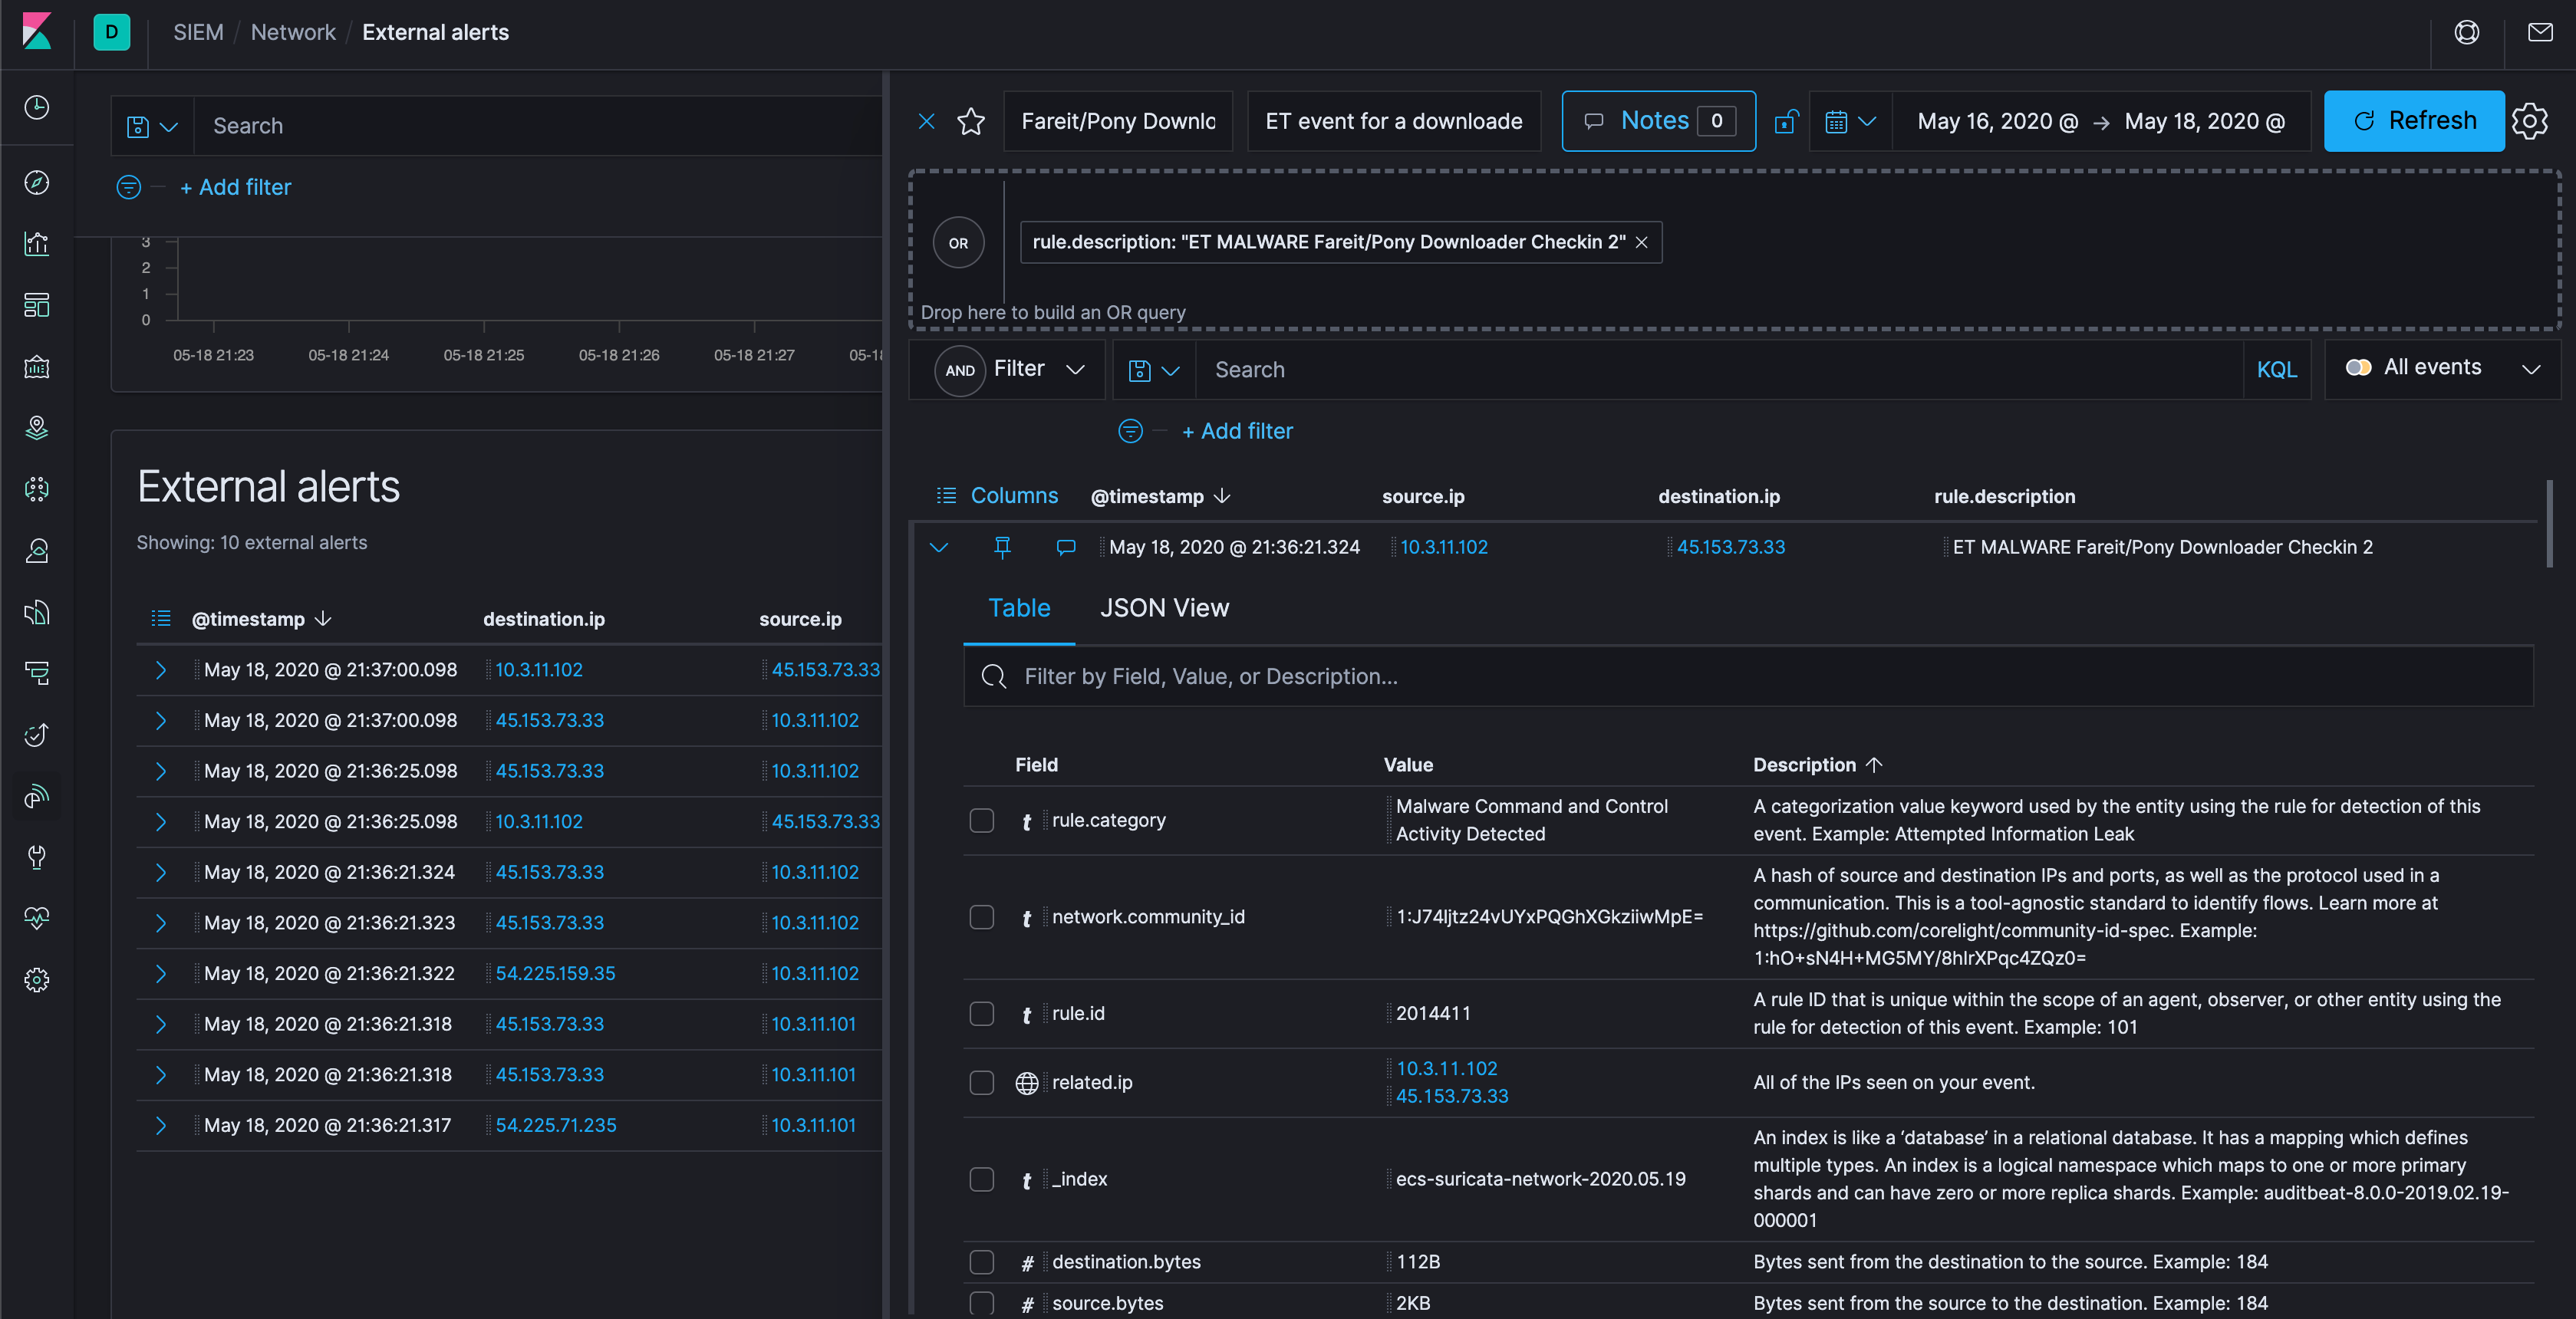 D
SIEM / Network / External alerts
Search
+ Add filter
3
2
1
0
05-18 21:23
05-18 21:24
05-18 21:25
05-18 21:26
05-18 21:27
External alerts
Showing: 10 external alerts
@timestamp destination.ip source.ip
May 18, 2020 @ 21:37:00.098 10.3.11.102 45.153.73.33
May 18, 2020 @ 21:37:00.098 45.153.73.33 10.3.11.102
May 18, 2020 @ 21:36:25.098 45.153.73.33 10.3.11.102
May 18, 2020 @ 21:36:25.098 10.3.11.102 45.153.73.33
May 18, 2020 @ 21:36:21.324 45.153.73.33 10.3.11.102
May 18, 2020 @ 21:36:21.323 45.153.73.33 10.3.11.102
May 18, 2020 @ 21:36:21.322 54.225.159.35 10.3.11.102
May 18, 2020 @ 21:36:21.318 45.153.73.33 10.3.11.101
May 18, 2020 @ 21:36:21.318 45.153.73.33 10.3.11.101
May 18, 2020 @ 21:36:21.317 54.225.71.235 10.3.11.101
Fareit/Pony Downlo
ET event for a downloade
Notes 0
May 16, 2020 @ → May 18, 2020 @
Refresh
OR
rule.description: "ET MALWARE Fareit/Pony Downloader Checkin 2"
Drop here to build an OR query
AND Filter
Search
KQL
All events
+ Add filter
Columns @timestamp source.ip destination.ip rule.description
May 18, 2020 @ 21:36:21.324 10.3.11.102 45.153.73.33 ET MALWARE Fareit/Pony Downloader Checkin 2
Table JSON View
Filter by Field, Value, or Description...
Field Value Description
t rule.category
Malware Command and Control
Activity Detected
A categorization value keyword used by the entity using the rule for detection of this
event. Example: Attempted Information Leak
t network.community_id
1:J74ljtz24vUYxPQGhXGkziiwMpE=
A hash of source and destination IPs and ports, as well as the protocol used in a
communication. This is a tool-agnostic standard to identify flows. Learn more at
https://github.com/corelight/community-id-spec. Example:
1:hO+sN4H+MG5MY/8hIrXPqc4ZQz0=
t rule.id
2014411
A rule ID that is unique within the scope of an agent, observer, or other entity using the
rule for detection of this event. Example: 101
related.ip
10.3.11.102
45.153.73.33
All of the IPs seen on your event.
t _index
ecs-suricata-network-2020.05.19
An index is like a ‘database’ in a relational database. It has a mapping which defines
multiple types. An index is a logical namespace which maps to one or more primary
shards and can have zero or more replica shards. Example: auditbeat-8.0.0-2019.02.19-
000001
# destination.bytes
112B
Bytes sent from the destination to the source. Example: 184
# source.bytes
2KB
Bytes sent from the source to the destination. Example: 184